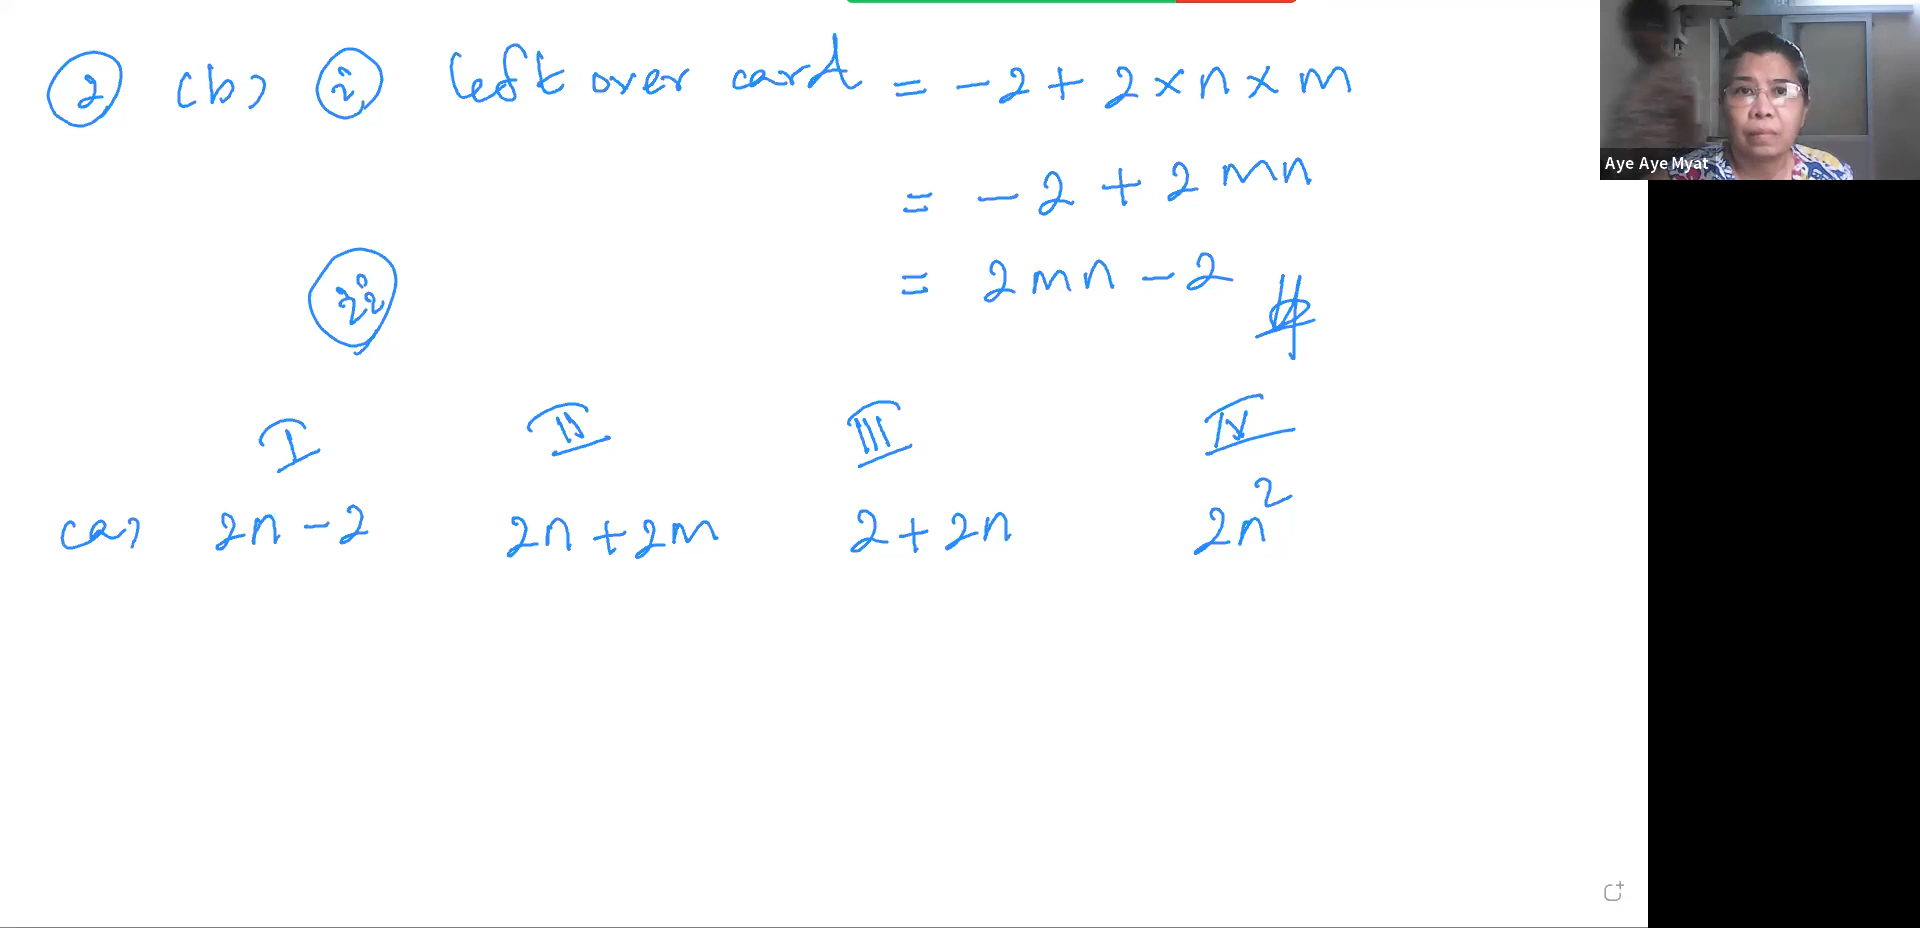 2 (b) i left over card = -2 + 2 × n × m
= -2 + 2mn
= 2mn - 2
ii
I II III IV
(a) 2n - 2 2n + 2m 2 + 2n 2n²
Aye Aye Myat